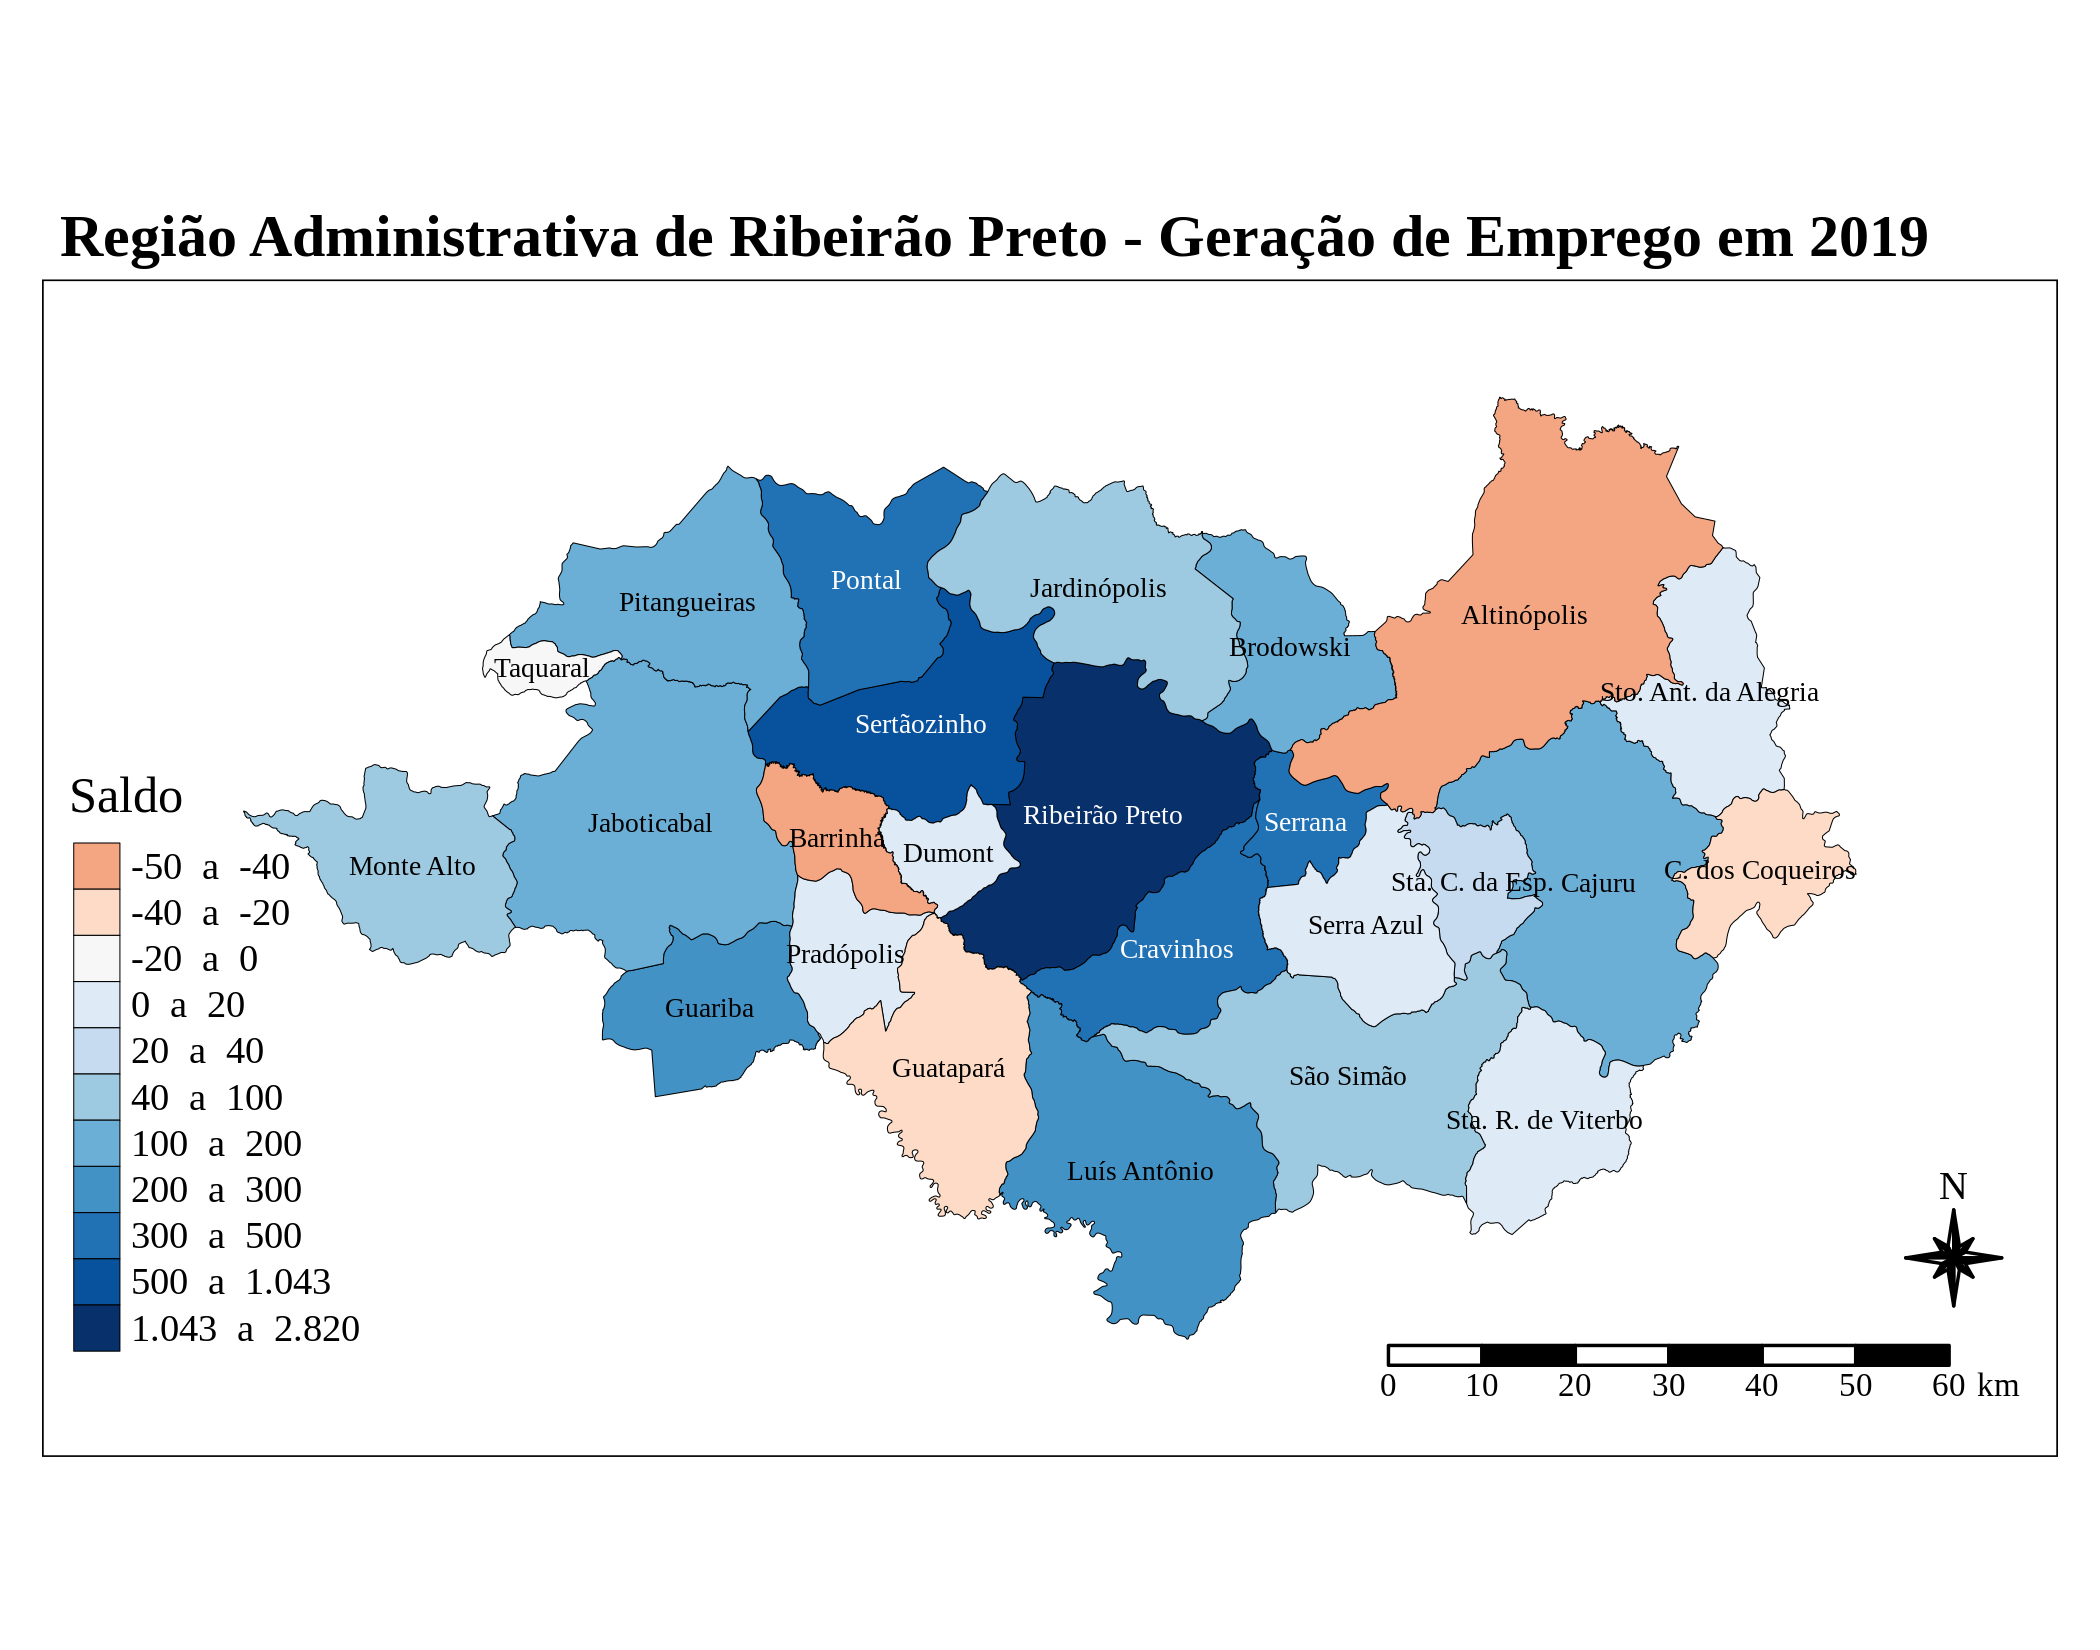 Região Administrativa de Ribeirão Preto - Geração de Emprego em 2019
Pontal
Jardinópolis
Pitangueiras
Altinópolis
Brodowski
Taquaral
Sto. Ant. da Alegria
Sertãozinho
Saldo
Ribeirão Preto
Serrana
Jaboticabal
Barrinha
Dumont
Monte Alto
C. dos Coqueiros
Sta. C. da Esp.
Cajuru
Serra Azul
Cravinhos
Pradópolis
Guariba
Guatapará
São Simão
Sta. R. de Viterbo
Luís Antônio
-50 a -40
-40 a -20
-20 a 0
0 a 20
20 a 40
40 a 100
100 a 200
200 a 300
300 a 500
500 a 1.043
1.043 a 2.820
N
0 10 20 30 40 50 60 km